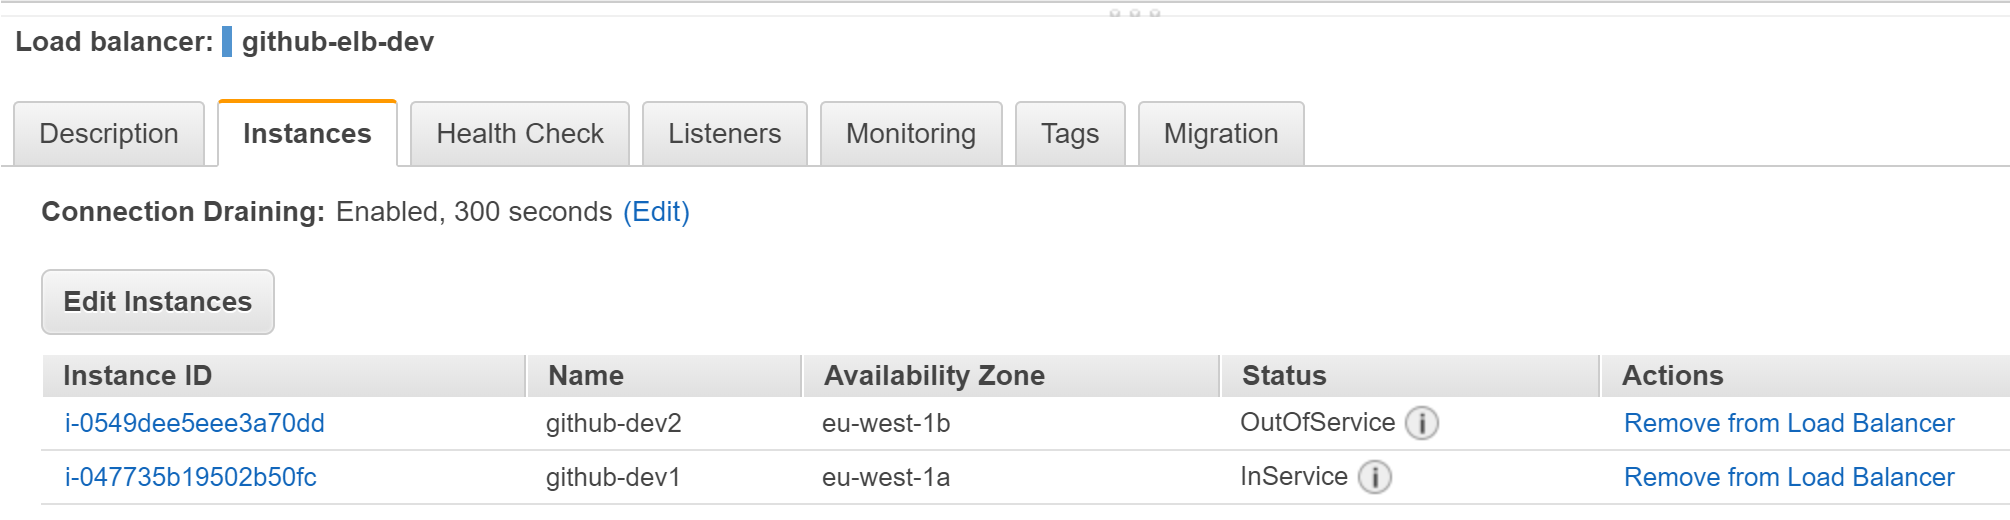 Load balancer: github-elb-dev
Description Instances Health Check Listeners Monitoring Tags Migration
Connection Draining: Enabled, 300 seconds (Edit)
Edit Instances
Instance ID Name Availability Zone Status Actions
i-0549dee5eee3a70dd github-dev2 eu-west-1b OutOfService i Remove from Load Balancer
i-047735b19502b50fc github-dev1 eu-west-1a InService i Remove from Load Balancer